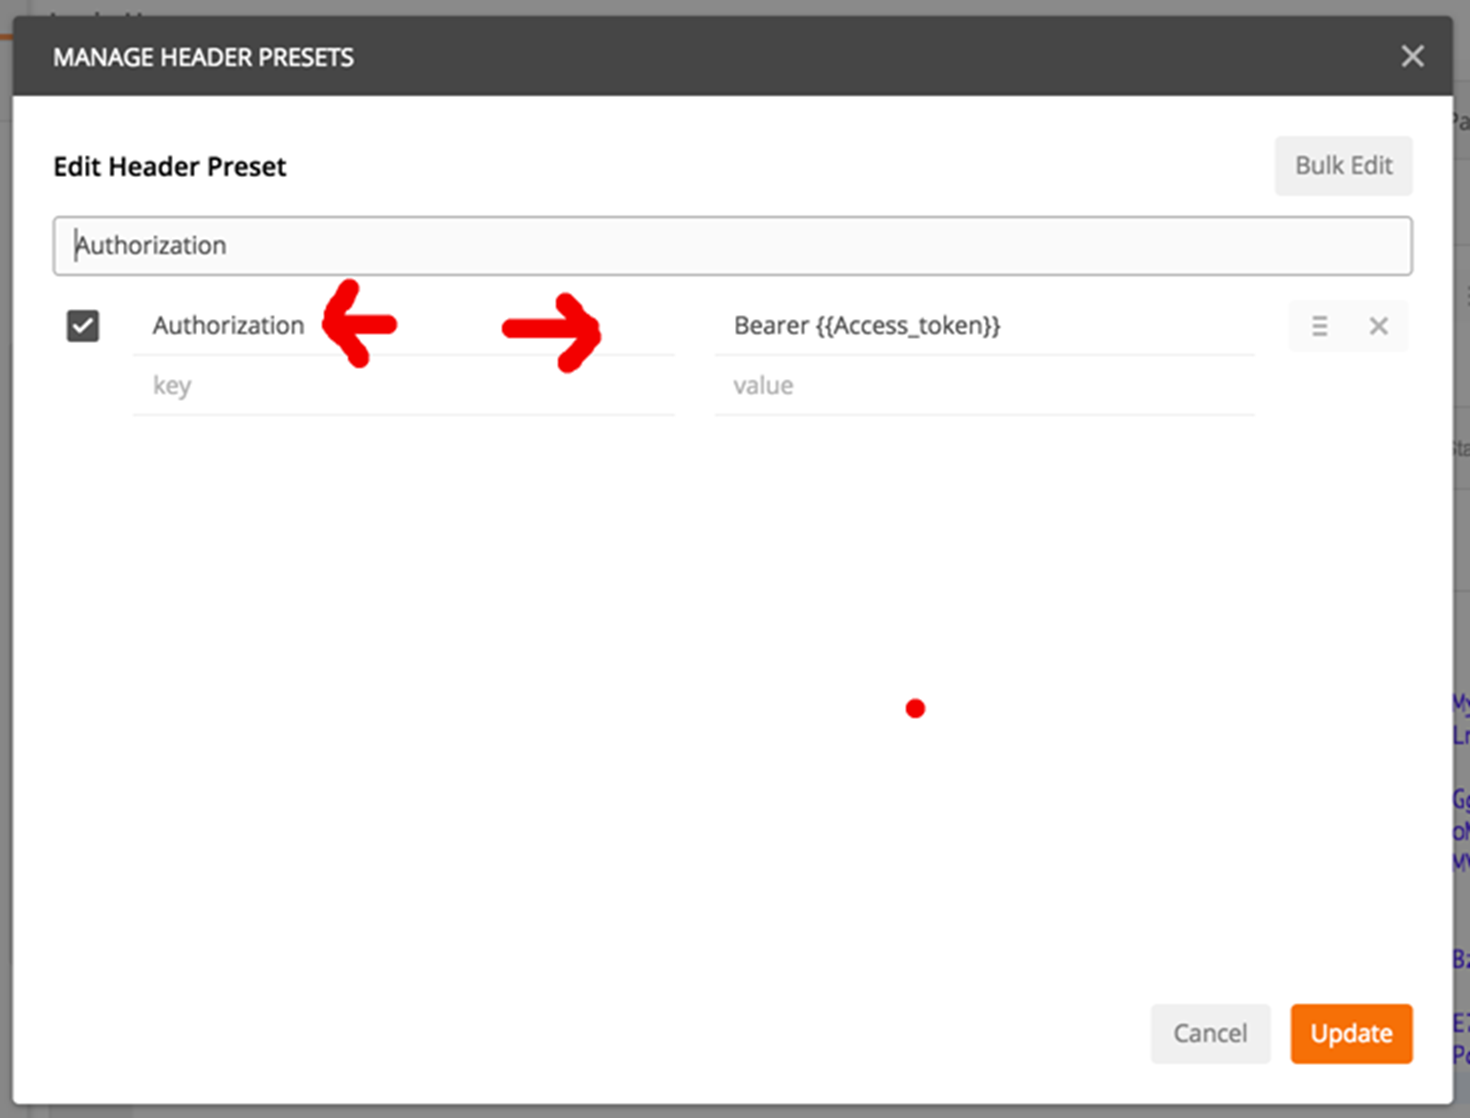 MANAGE HEADER PRESETS
Edit Header Preset
Bulk Edit
Authorization
Authorization
Bearer {{Access_token}}
key
value
Cancel
Update